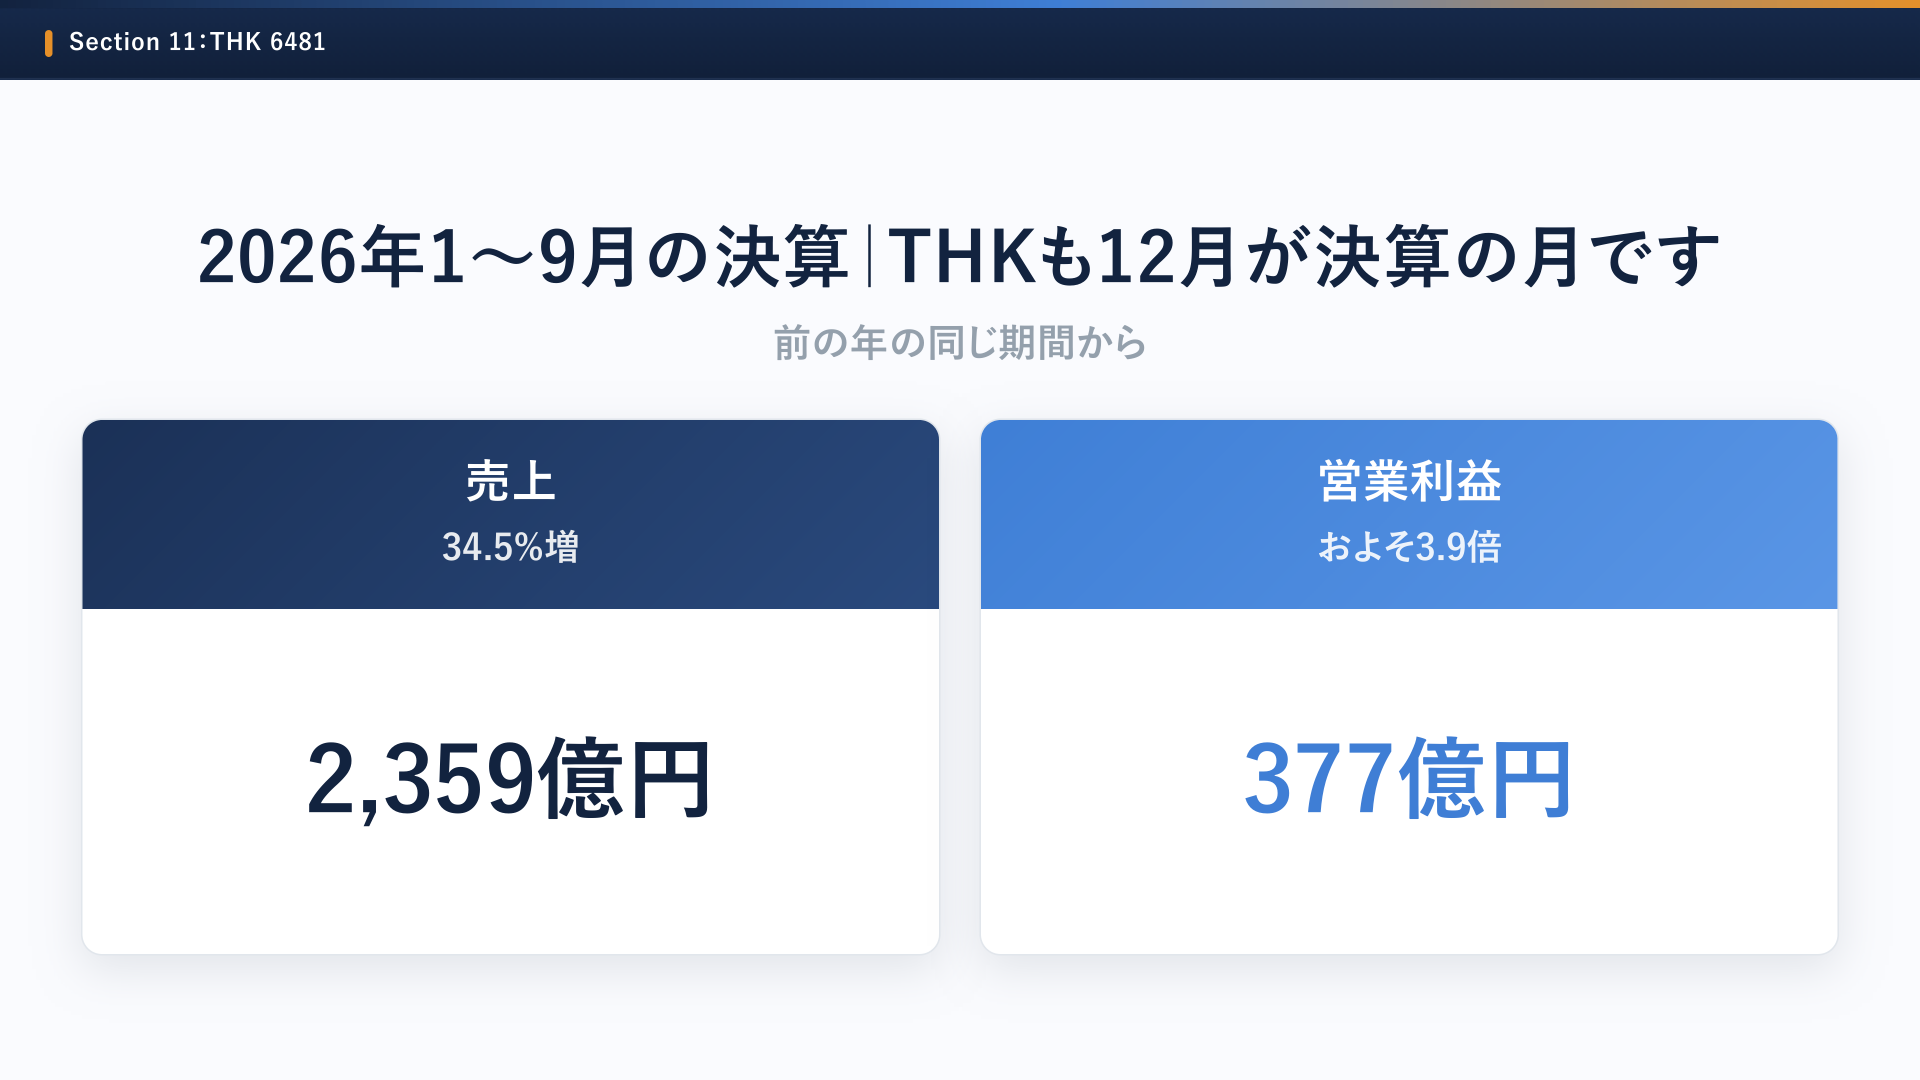 Section 11：THK 6481
2026年1～9月の決算｜THKも12月が決算の月です
前の年の同じ期間から
売上
34.5%増
2,359億円
営業利益
およそ3.9倍
377億円